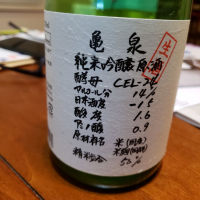 亀泉
生
純米吟醸原酒
酵母 CEL-24
アルコール分 14%
日本酒度
酸度 1.6
アミノ酸 0.9
原材料名 米(国産)
精米歩合 50%